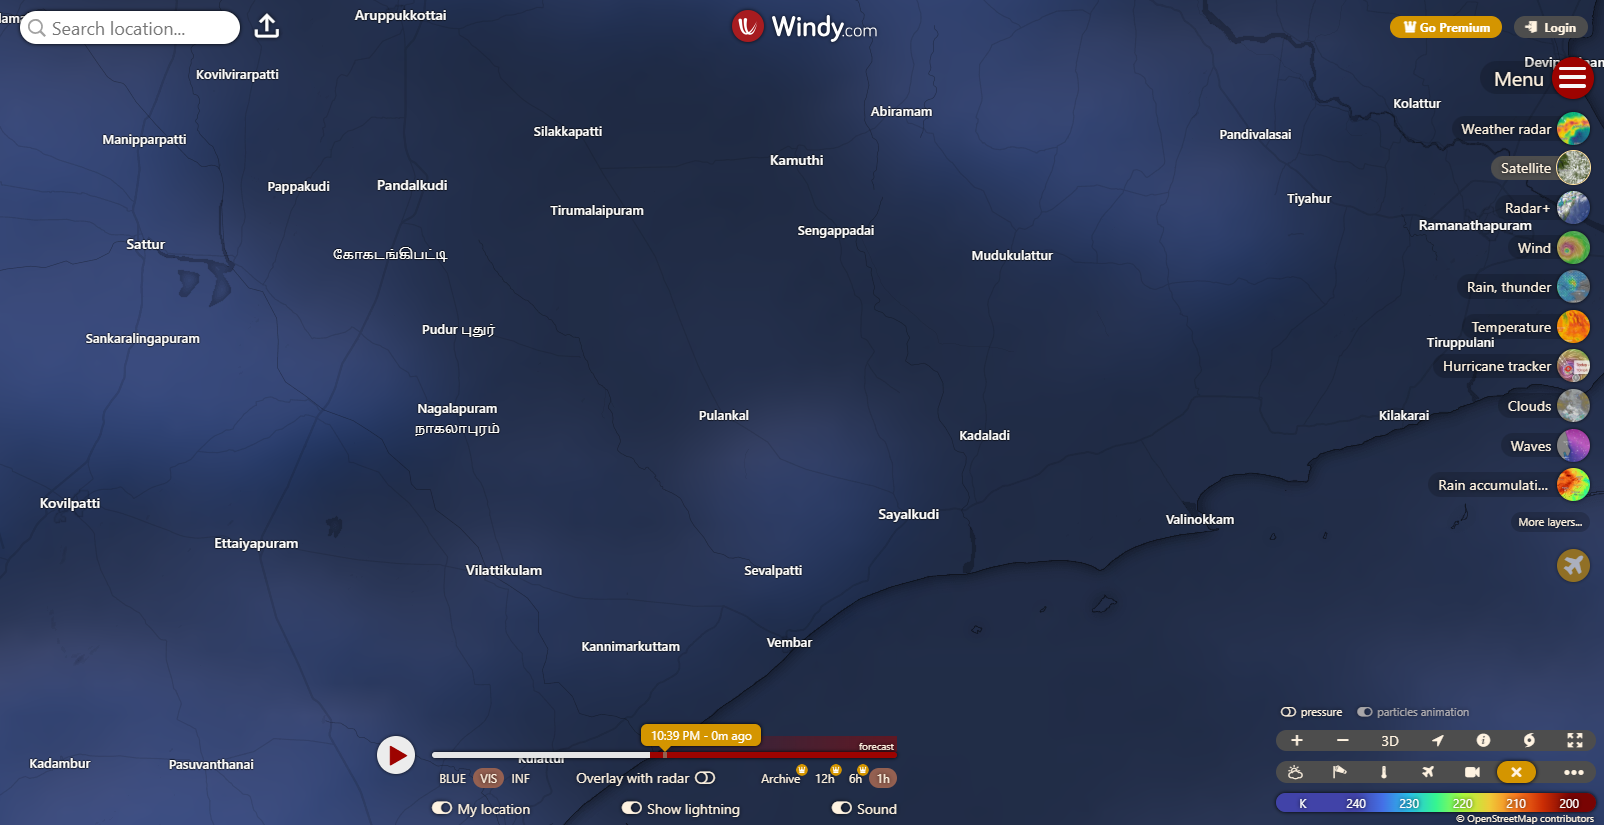 Search location...
Windy.com
Go Premium
Login
Menu
Weather radar
Satellite
Radar+
Wind
Rain, thunder
Temperature
Hurricane tracker
Clouds
Waves
Rain accumulati...
More layers...
Aruppukkottai
Kovilvirarpatti
Kolattur
Abiramam
Silakkapatti
Pandivalasai
Manipparpatti
Kamuthi
Pappakudi
Pandalkudi
Tiyahur
Tirumalaipuram
Ramanathapuram
Sengappadai
Sattur
கோகடங்கிபட்டி
Mudukulattur
Pudur புதுர்
Sankaralingapuram
Tiruppulani
Nagalapuram
நாகலாபுரம்
Pulankal
Kilakarai
Kadaladi
Kovilpatti
Sayalkudi
Valinokkam
Ettaiyapuram
Vilattikulam
Sevalpatti
Kannimarkuttam
Vembar
Kadambur
Pasuvanthanai
10:39 PM - 0m ago
forecast
BLUE VIS INF
Overlay with radar
Archive 12h 6h 1h
My location
Show lightning
Sound
pressure
particles animation
+ − 3D
K 240 230 220 210 200
© OpenStreetMap contributors